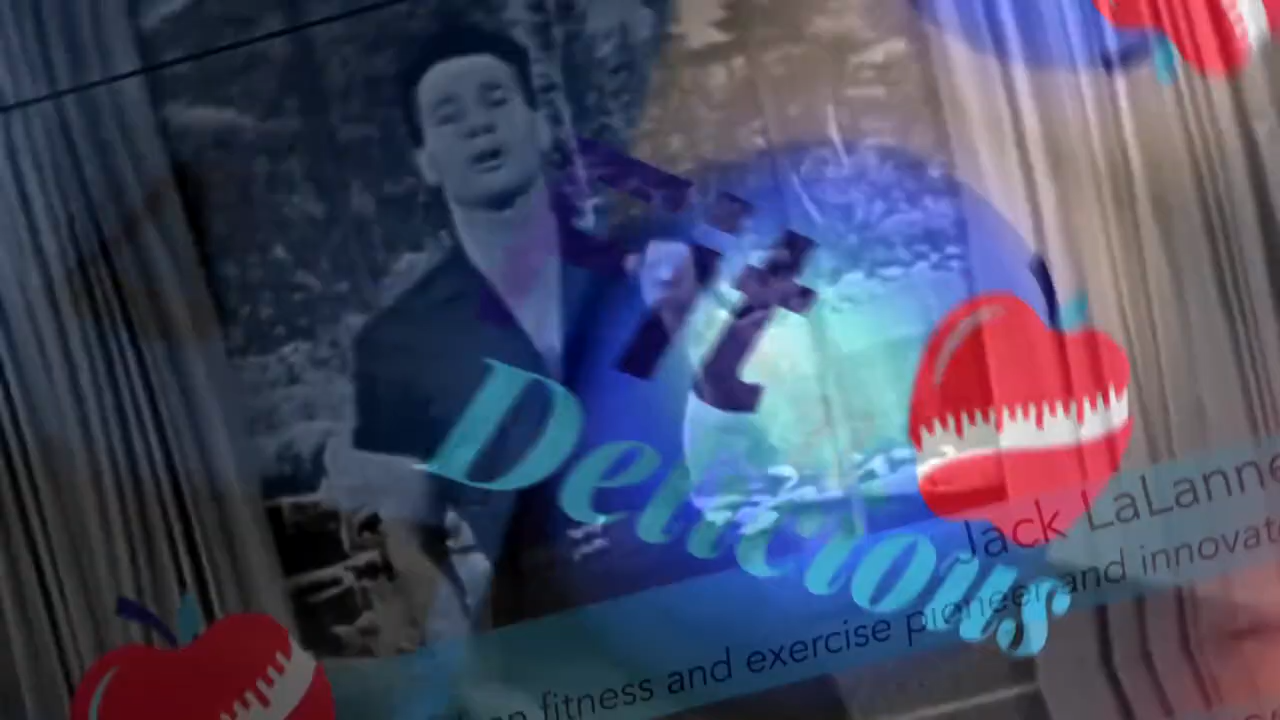 Fit
Delicious
Jack LaLanne
fitness and exercise pioneer and innovat